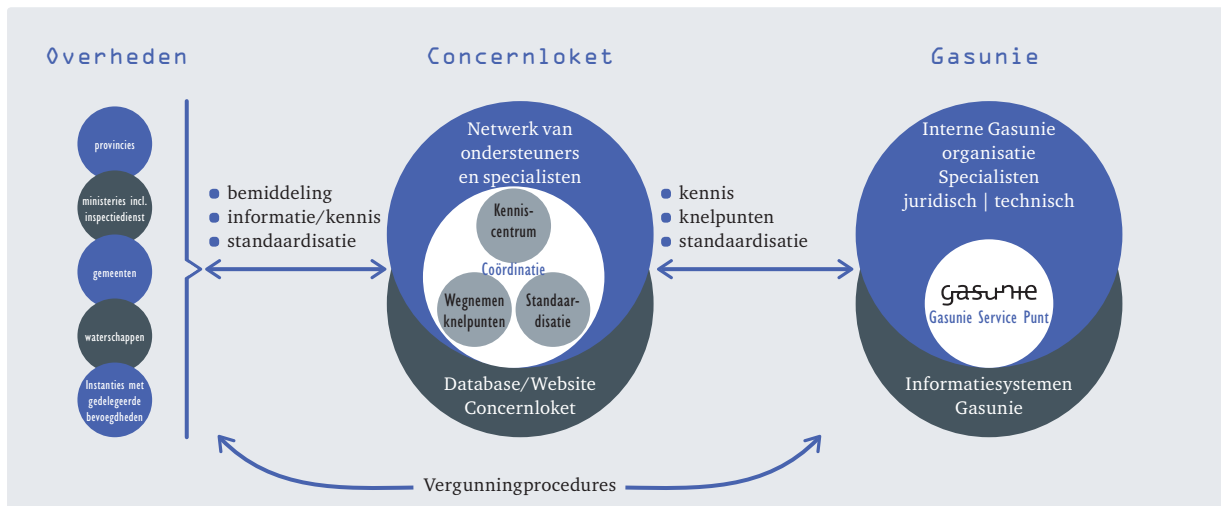 Overheden
provincies
ministeries incl.
inspectiedienst
gemeenten
waterschappen
Instanties met
gedelegeerde
bevoegdheden
bemiddeling
informatie/kennis
standaardisatie
Concernloket
Netwerk van
ondersteuners
en specialisten
Kennis-
centrum
Coördinatie
Wegnemen
knelpunten
Standaar-
disatie
Database/Website
Concernloket
kennis
knelpunten
standaardisatie
Gasunie
Interne Gasunie
organisatie
Specialisten
juridisch | technisch
gasunie
Gasunie Service Punt
Informatiesystemen
Gasunie
Vergunningprocedures